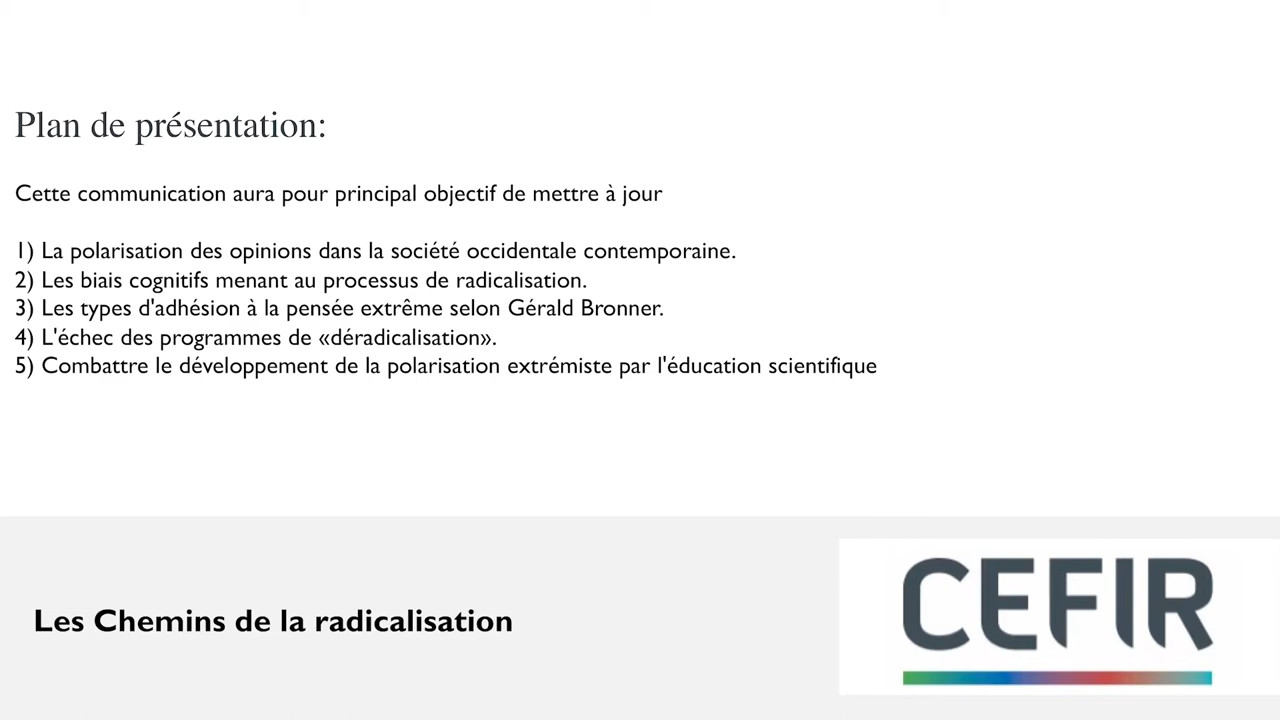 Plan de présentation:
Cette communication aura pour principal objectif de mettre à jour
1) La polarisation des opinions dans la société occidentale contemporaine.
2) Les biais cognitifs menant au processus de radicalisation.
3) Les types d'adhésion à la pensée extrême selon Gérald Bronner.
4) L'échec des programmes de «déradicalisation».
5) Combattre le développement de la polarisation extrémiste par l'éducation scientifique
Les Chemins de la radicalisation
CEFIR